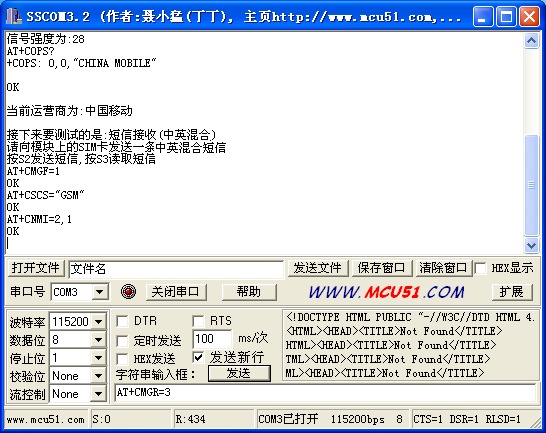 SSCOM3.2 (作者:聂小猛(丁丁), 主页http://www.mcu51.com,...
信号强度为:28
AT+COPS?
+COPS: 0,0,"CHINA MOBILE"
OK
当前运营商为:中国移动
接下来要测试的是:短信接收(中英混合)
请向模块上的SIM卡发送一条中英混合短信
按S2发送短信,按S3读取短信
AT+CMGF=1
OK
AT+CSCS="GSM"
OK
AT+CNMI=2,1
OK
打开文件 文件名 发送文件 保存窗口 清除窗口 HEX显示
串口号 COM3 关闭串口 帮助 WWW.MCU51.COM 扩展
波特率 115200 DTR RTS
数据位 8 定时发送 100 ms/次
停止位 1 HEX发送 发送新行
校验位 None 字符串输入框: 发送
流控制 None AT+CMGR=3
<!DOCTYPE HTML PUBLIC "-//W3C//DTD HTML 4.
<HTML><HEAD><TITLE>Not Found</TITLE>
HTML><HEAD><TITLE>Not Found</TITLE>
TML><HEAD><TITLE>Not Found</TITLE>
ML><HEAD><TITLE>Not Found</TITLE>
www.mcu51.com S:0 R:434 COM3已打开 115200bps 8 CTS=1 DSR=1 RLSD=1